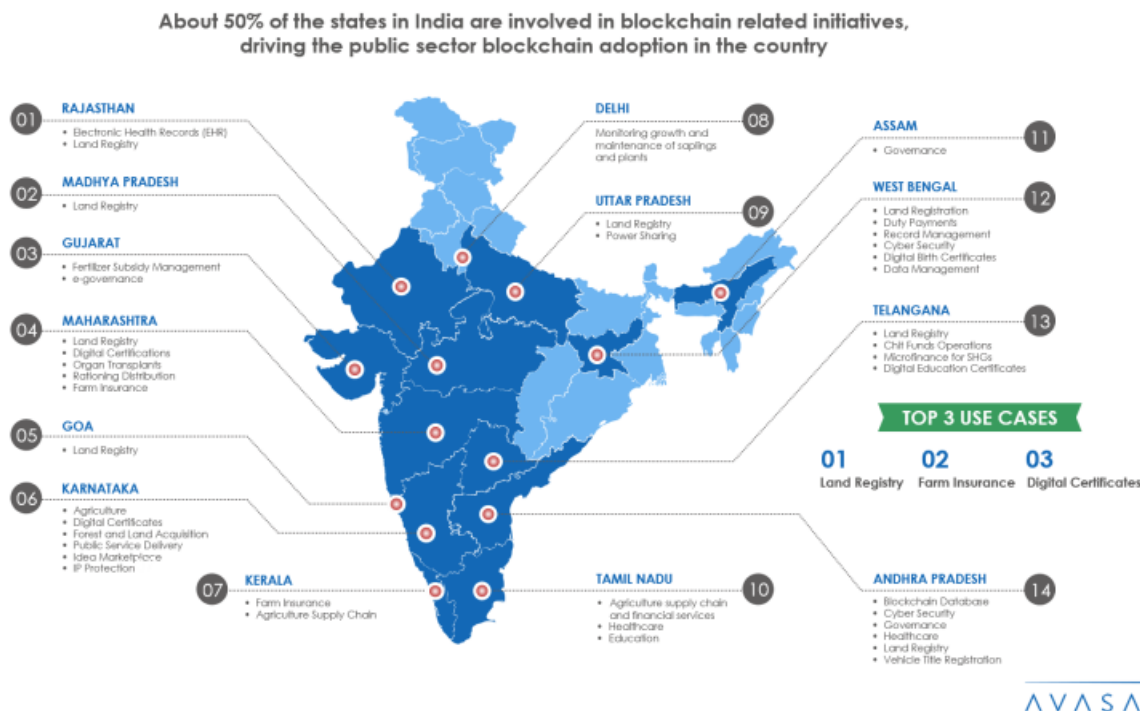 About 50% of the states in India are involved in blockchain related initiatives,
driving the public sector blockchain adoption in the country
01
RAJASTHAN
• Electronic Health Records (EHR)
• Land Registry
02
MADHYA PRADESH
• Land Registry
03
GUJARAT
• Fertilizer Subsidy Management
• e-governance
04
MAHARASHTRA
• Land Registry
• Digital Certifications
• Organ Transplants
• Rationing Distribution
• Farm Insurance
05
GOA
• Land Registry
06
KARNATAKA
• Agriculture
• Digital Certificates
• Forest and Land Acquisition
• Public Service Delivery
• Idea Marketplace
• IP Protection
07
KERALA
• Farm Insurance
• Agriculture Supply Chain
DELHI
08
Monitoring growth and
maintenance of saplings
and plants
UTTAR PRADESH
09
• Land Registry
• Power Sharing
TAMIL NADU
10
• Agriculture supply chain
and financial services
• Healthcare
• Education
ASSAM
11
• Governance
WEST BENGAL
12
• Land Registration
• Duty Payments
• Record Management
• Cyber Security
• Digital Birth Certificates
• Data Management
TELANGANA
13
• Land Registry
• Chit Funds Operations
• Microfinance for SHGs
• Digital Education Certificates
TOP 3 USE CASES
01 02 03
Land Registry Farm Insurance Digital Certificates
ANDHRA PRADESH
14
• Blockchain Database
• Cyber Security
• Governance
• Healthcare
• Land Registry
• Vehicle Title Registration
AVASA